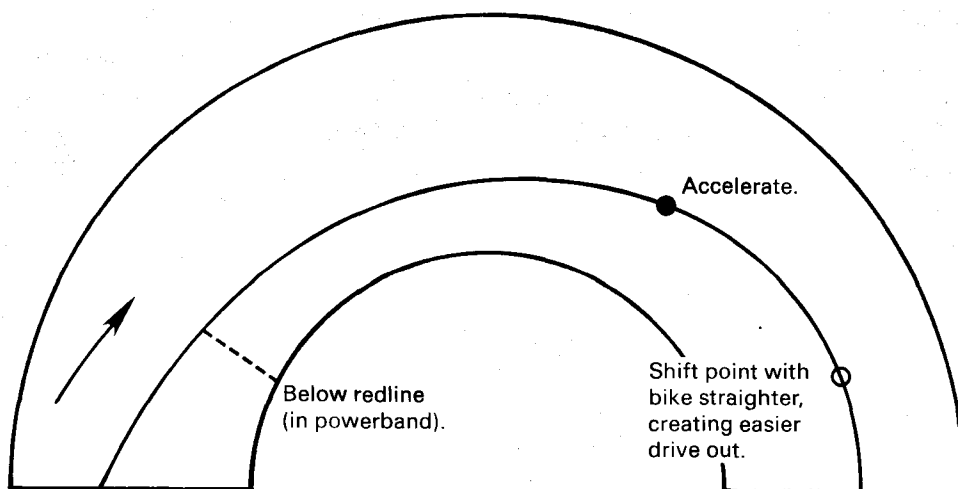 Accelerate.
Below redline
(in powerband).
Shift point with
bike straighter,
creating easier
drive out.